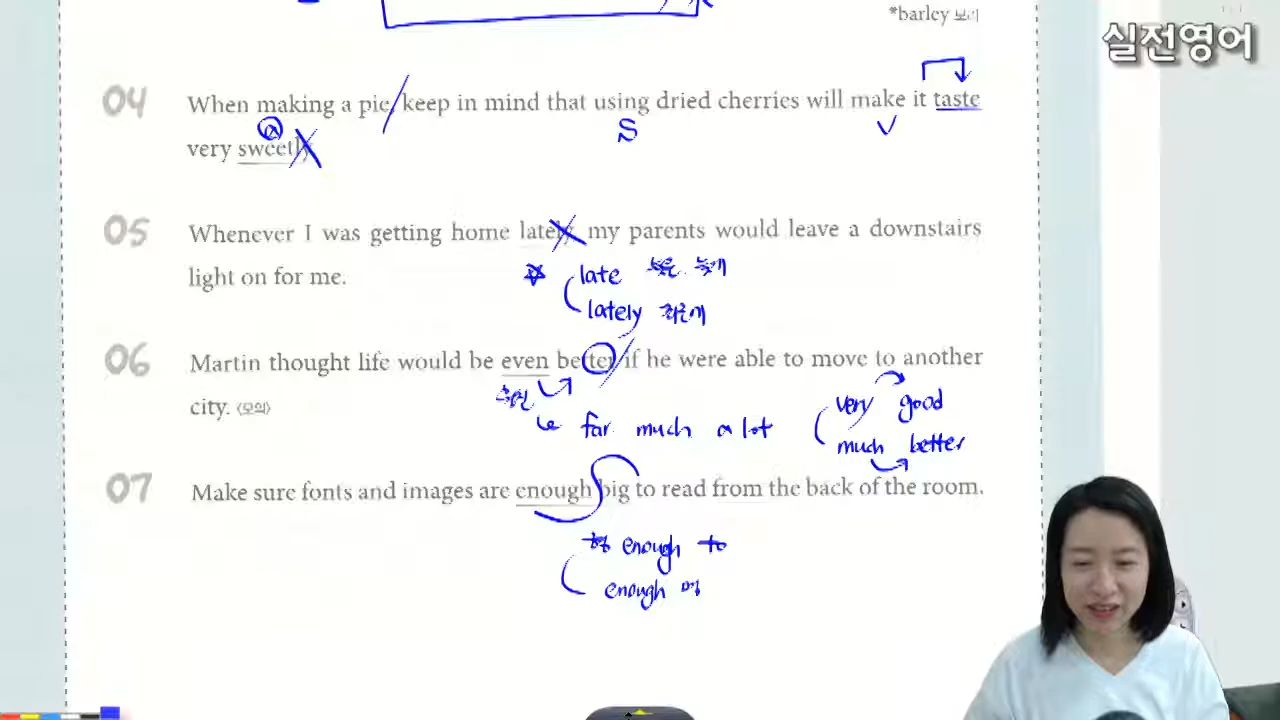 *barley 보리
실전영어
04 When making a pie, keep in mind that using dried cherries will make it taste
S V
ⓐ
very sweetly.
05 Whenever I was getting home lately, my parents would leave a downstairs
light on for me.
☆ late 늦은, 늦게
lately 최근에
06 Martin thought life would be even better if he were able to move to another
city. <모의>
훨씬
far much a lot
very good
much better
07 Make sure fonts and images are enough big to read from the back of the room.
enough to
enough 명